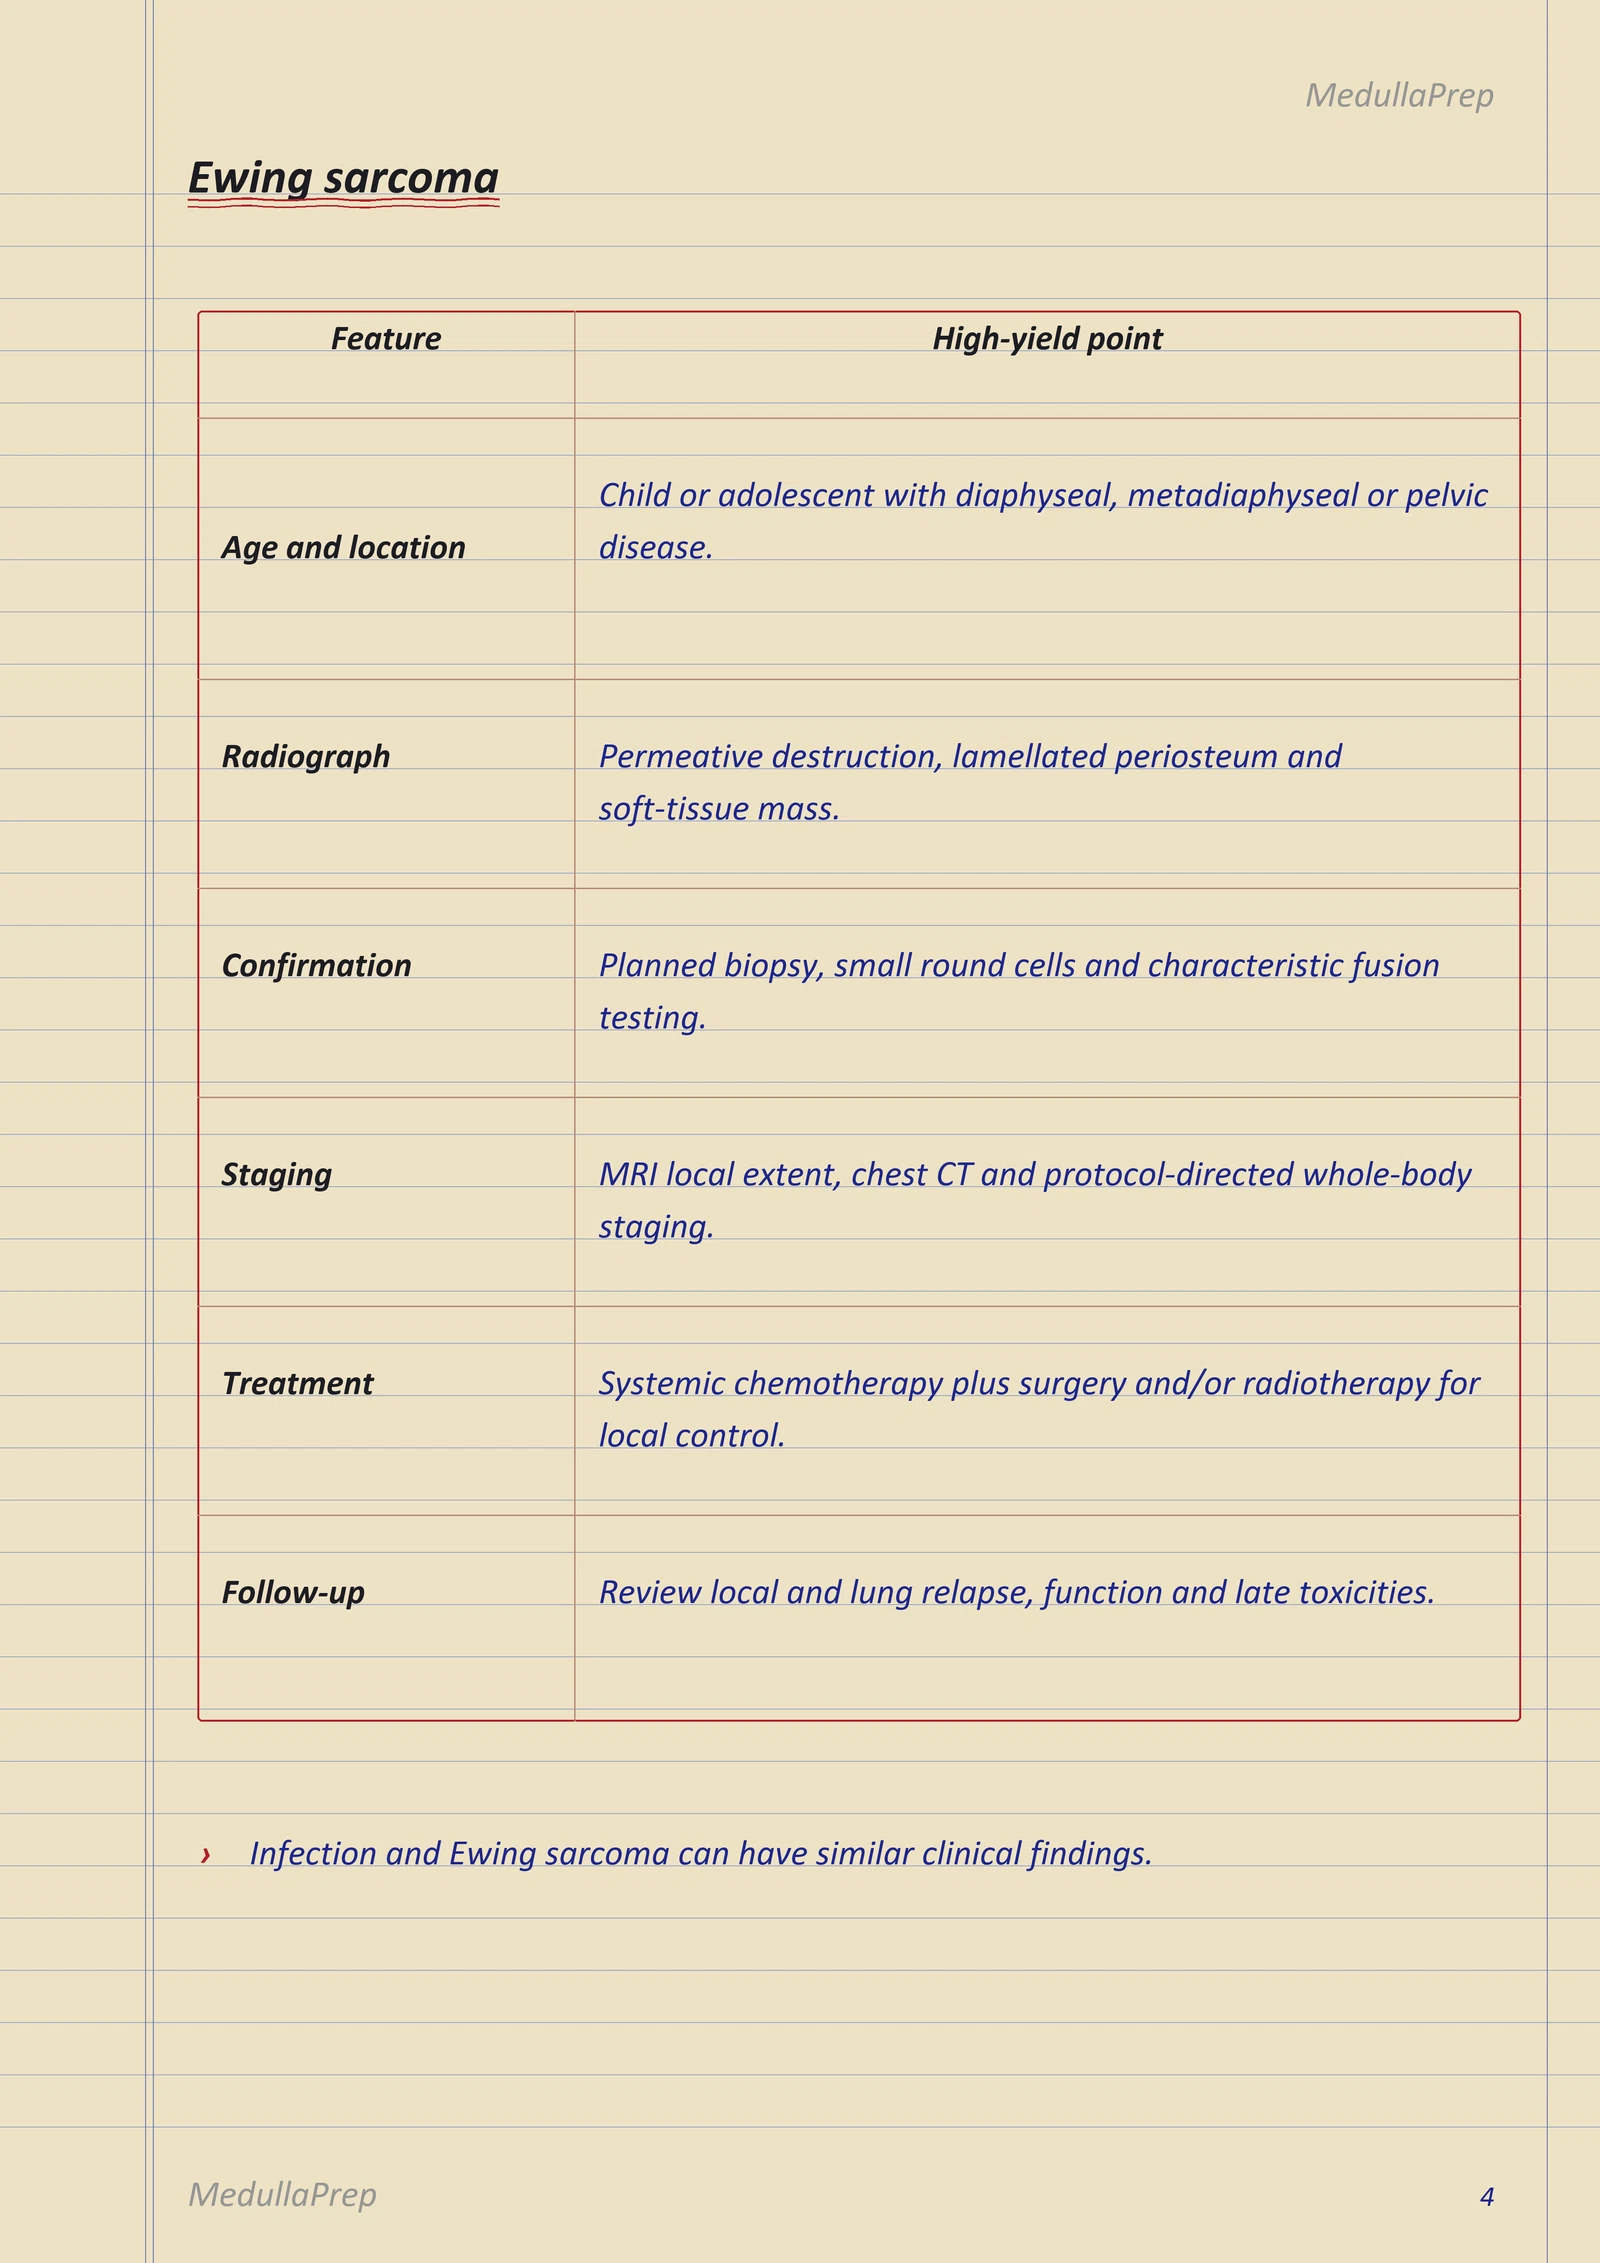 MedullaPrep
Ewing sarcoma
Feature
High-yield point
Age and location
Child or adolescent with diaphyseal, metadiaphyseal or pelvic
disease.
Radiograph
Permeative destruction, lamellated periosteum and
soft-tissue mass.
Confirmation
Planned biopsy, small round cells and characteristic fusion
testing.
Staging
MRI local extent, chest CT and protocol-directed whole-body
staging.
Treatment
Systemic chemotherapy plus surgery and/or radiotherapy for
local control.
Follow-up
Review local and lung relapse, function and late toxicities.
› Infection and Ewing sarcoma can have similar clinical findings.
MedullaPrep
4